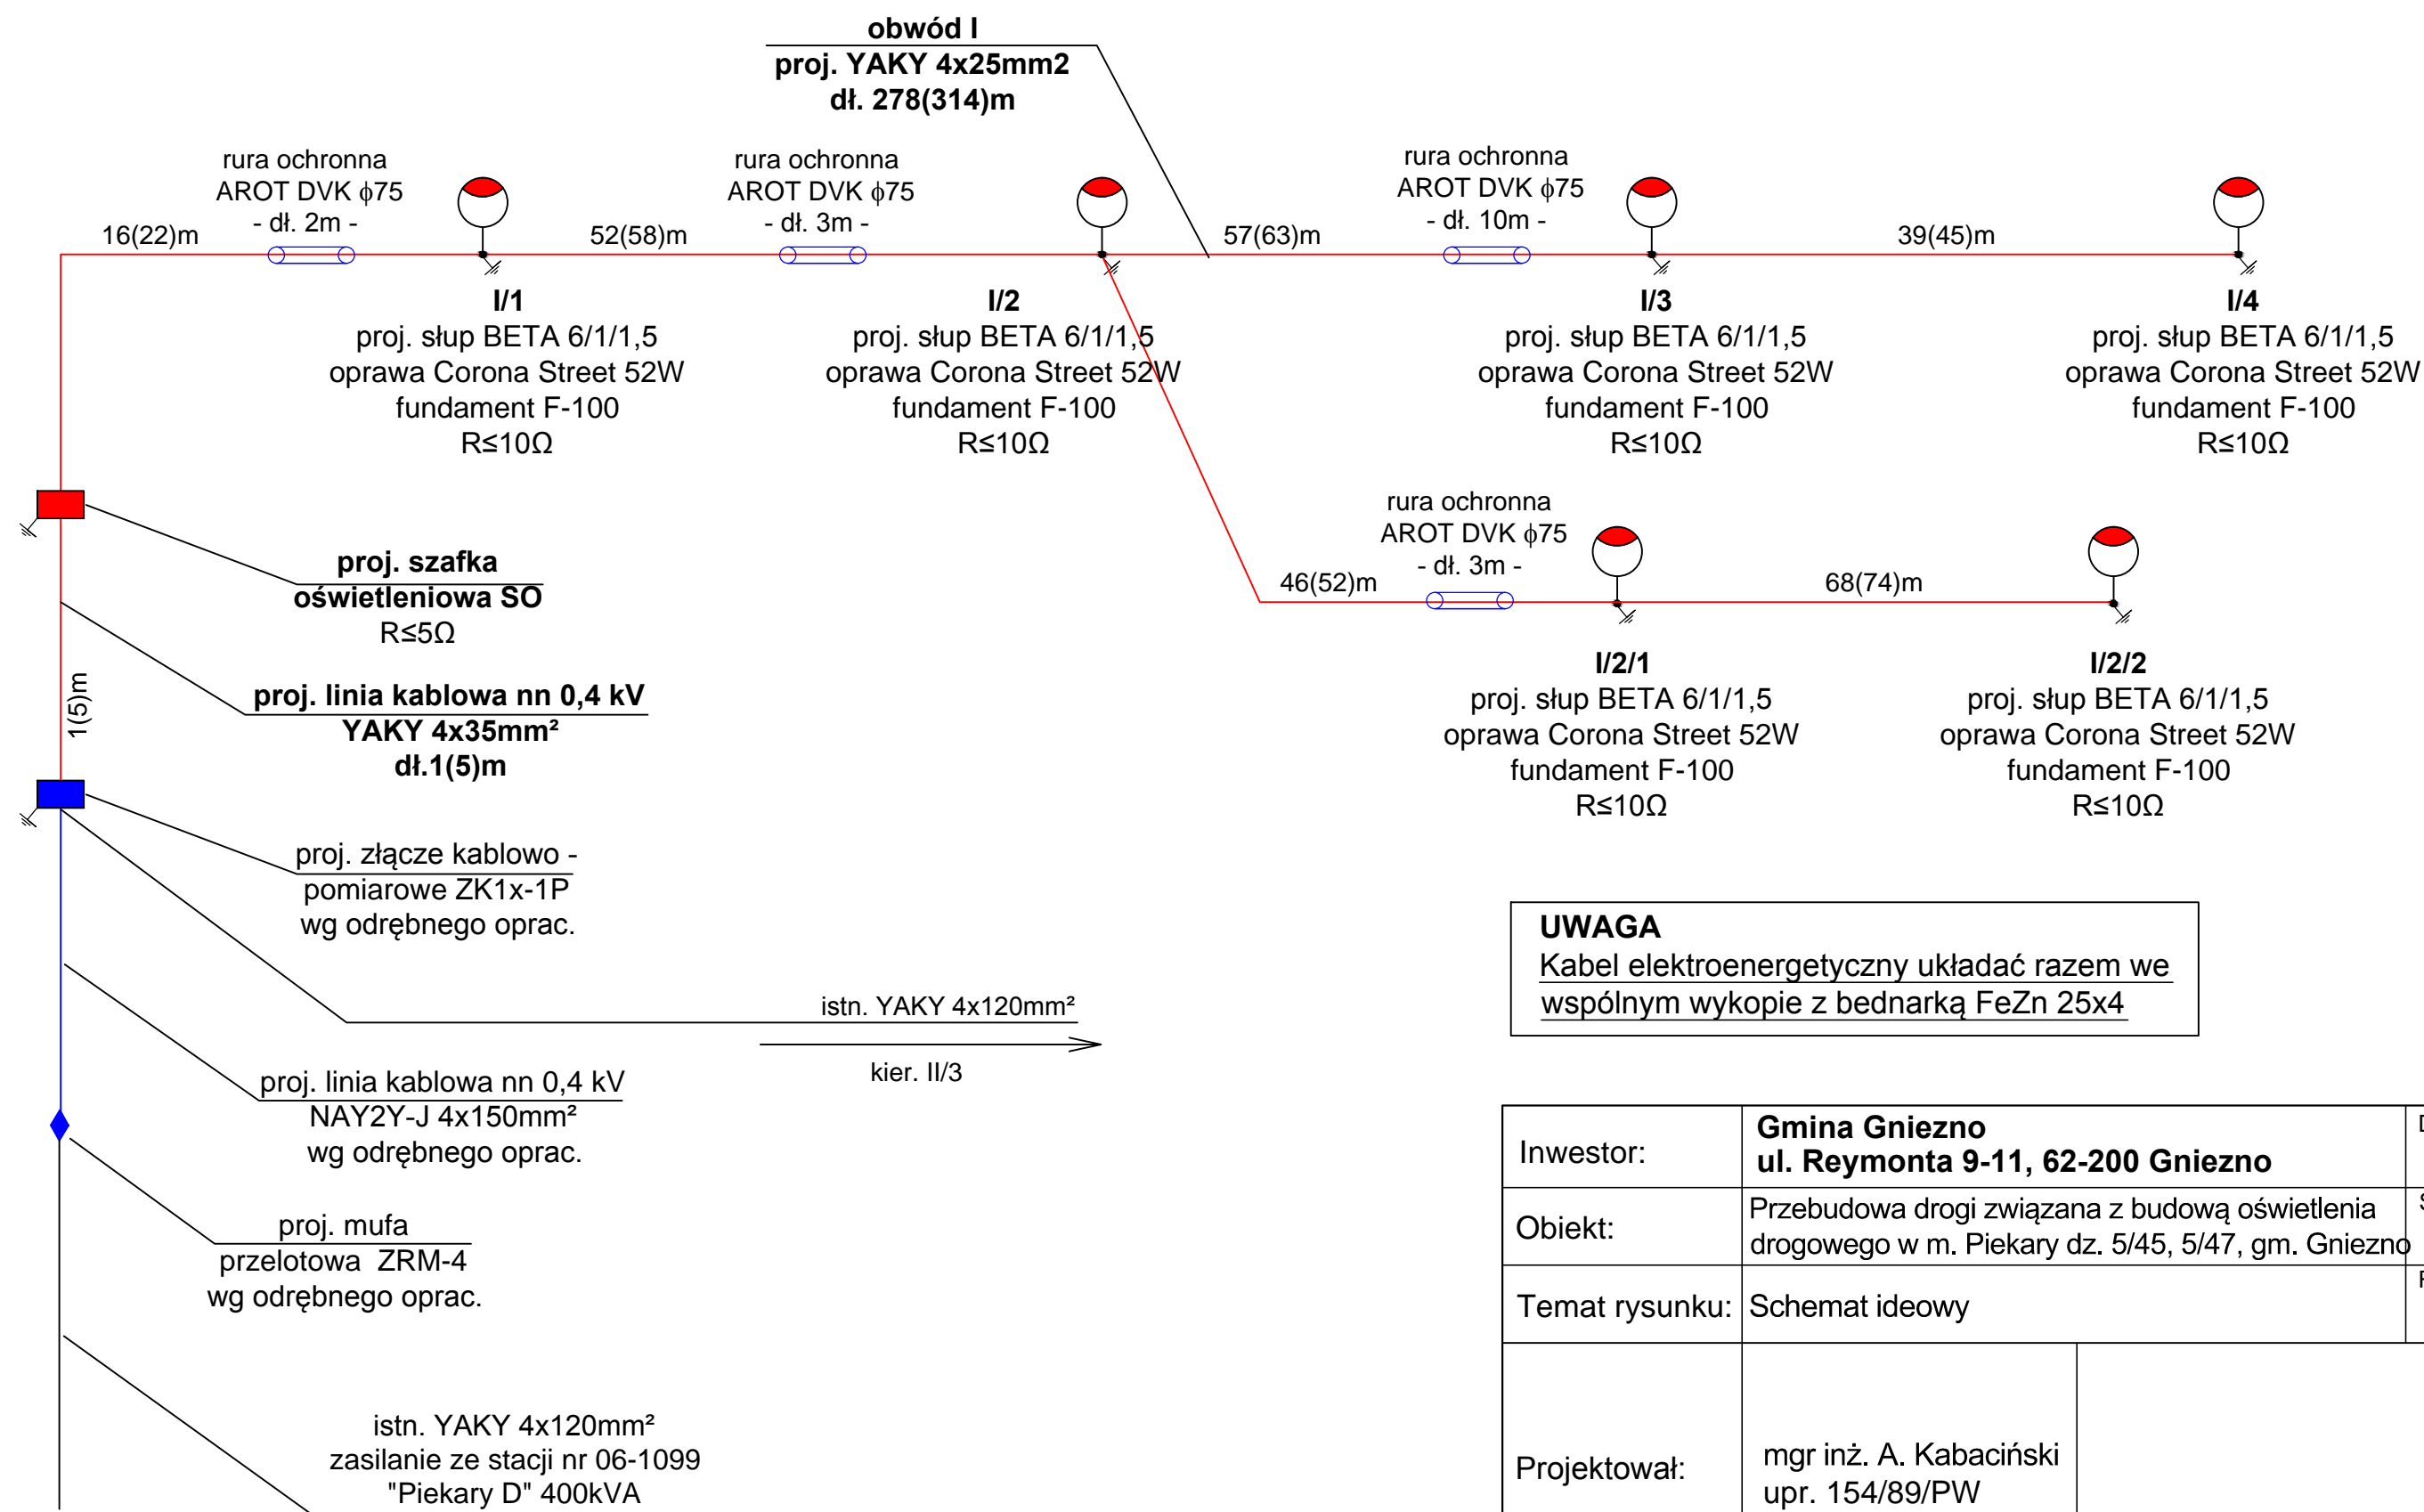 obwód I
proj. YAKY 4x25mm2
dł. 278(314)m
rura ochronna
AROT DVK ϕ75
- dł. 2m -
rura ochronna
AROT DVK ϕ75
- dł. 3m -
rura ochronna
AROT DVK ϕ75
- dł. 10m -
16(22)m
52(58)m
57(63)m
39(45)m
I/1
proj. słup BETA 6/1/1,5
oprawa Corona Street 52W
fundament F-100
R≤10Ω
I/2
proj. słup BETA 6/1/1,5
oprawa Corona Street 52W
fundament F-100
R≤10Ω
I/3
proj. słup BETA 6/1/1,5
oprawa Corona Street 52W
fundament F-100
R≤10Ω
I/4
proj. słup BETA 6/1/1,5
oprawa Corona Street 52W
fundament F-100
R≤10Ω
rura ochronna
AROT DVK ϕ75
- dł. 3m -
46(52)m
68(74)m
I/2/1
proj. słup BETA 6/1/1,5
oprawa Corona Street 52W
fundament F-100
R≤10Ω
I/2/2
proj. słup BETA 6/1/1,5
oprawa Corona Street 52W
fundament F-100
R≤10Ω
proj. szafka
oświetleniowa SO
R≤5Ω
1(5)m
proj. linia kablowa nn 0,4 kV
YAKY 4x35mm²
dł.1(5)m
proj. złącze kablowo -
pomiarowe ZK1x-1P
wg odrębnego oprac.
istn. YAKY 4x120mm²
kier. II/3
proj. linia kablowa nn 0,4 kV
NAY2Y-J 4x150mm²
wg odrębnego oprac.
proj. mufa
przelotowa ZRM-4
wg odrębnego oprac.
istn. YAKY 4x120mm²
zasilanie ze stacji nr 06-1099
"Piekary D" 400kVA
UWAGA
Kabel elektroenergetyczny układać razem we
wspólnym wykopie z bednarką FeZn 25x4
Inwestor:
Gmina Gniezno
ul. Reymonta 9-11, 62-200 Gniezno
Obiekt:
Przebudowa drogi związana z budową oświetlenia
drogowego w m. Piekary dz. 5/45, 5/47, gm. Gniezno
Temat rysunku:
Schemat ideowy
Projektował:
mgr inż. A. Kabaciński
upr. 154/89/PW